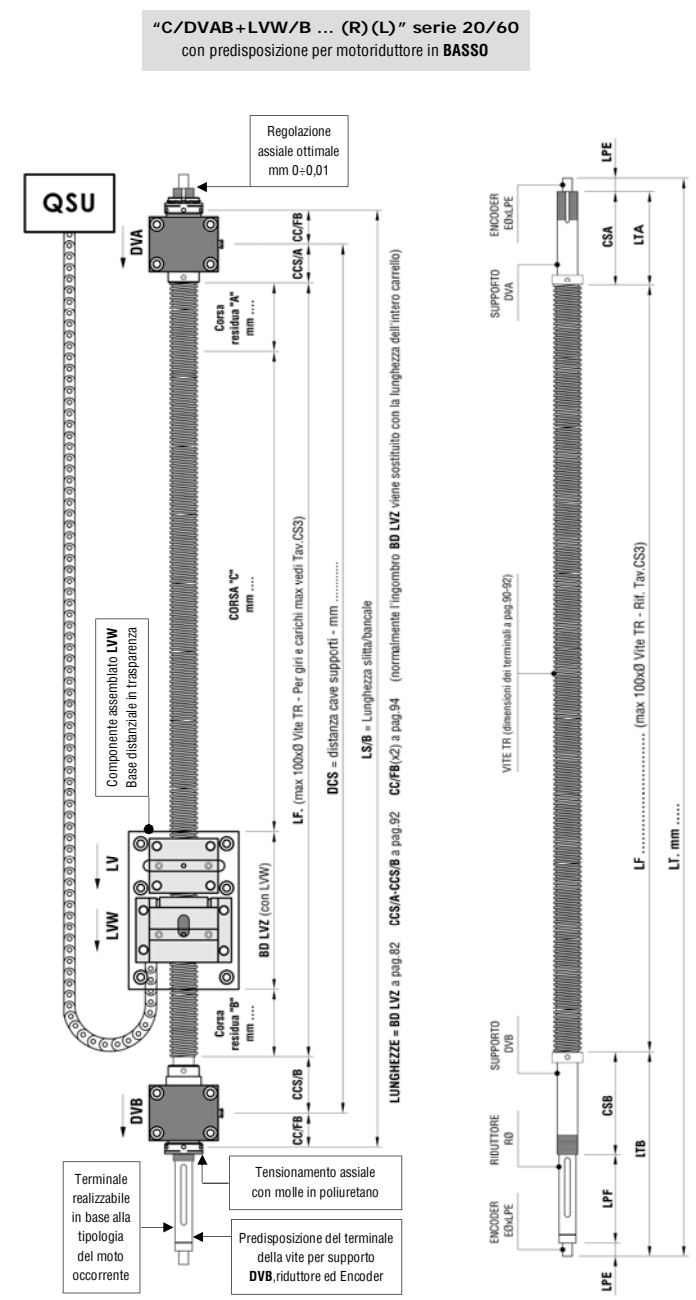 "C/DVAB+LVW/B ... (R)(L)" serie 20/60
con predisposizione per motoriduttore in BASSO
Regolazione
assiale ottimale
mm 0÷0,01
QSU
DVA
CC/FB
CCS/A
Corsa
residua "A"
mm ....
CORSA "C"
mm ....
Componente assemblato LVW
Base distanziale in trasparenza
LV
LVW
BD LVZ (con LVW)
Corsa
residua "B"
mm ....
CCS/B
DVB
CC/FB
LF. (max 100xØ Vite TR - Per giri e carichi max vedi Tav.CS3)
DCS = distanza cave supporti - mm ............
LS/B = Lunghezza slitta/bancale
LUNGHEZZE = BD LVZ a pag.82 CCS/A-CCS/B a pag.92 CC/FB(x2) a pag.94 (normalmente l'ingombro BD LVZ viene sostituito con la lunghezza dell'intero carrello)
Terminale
realizzabile
in base alla
tipologia
del moto
occorrente
Tensionamento assiale
con molle in poliuretano
Predisposizione del terminale
della vite per supporto
DVB,riduttore ed Encoder
LPE
ENCODER
EØxLPE
CSA
LTA
SUPPORTO
DVA
VITE TR (dimensioni dei terminali a pag.90-92)
LF ........................ (max 100xØ Vite TR - Rif. Tav.CS3)
LT. mm .....
SUPPORTO
DVB
CSB
RIDUTTORE
RØ
LTB
LPF
ENCODER
EØxLPE
LPE